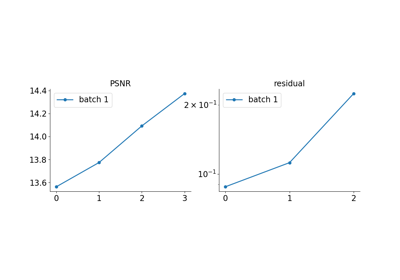 PSNR
batch 1
14.4
14.2
14.0
13.8
13.6
0 1 2 3
residual
batch 1
2 × 10⁻¹
10⁻¹
0 1 2